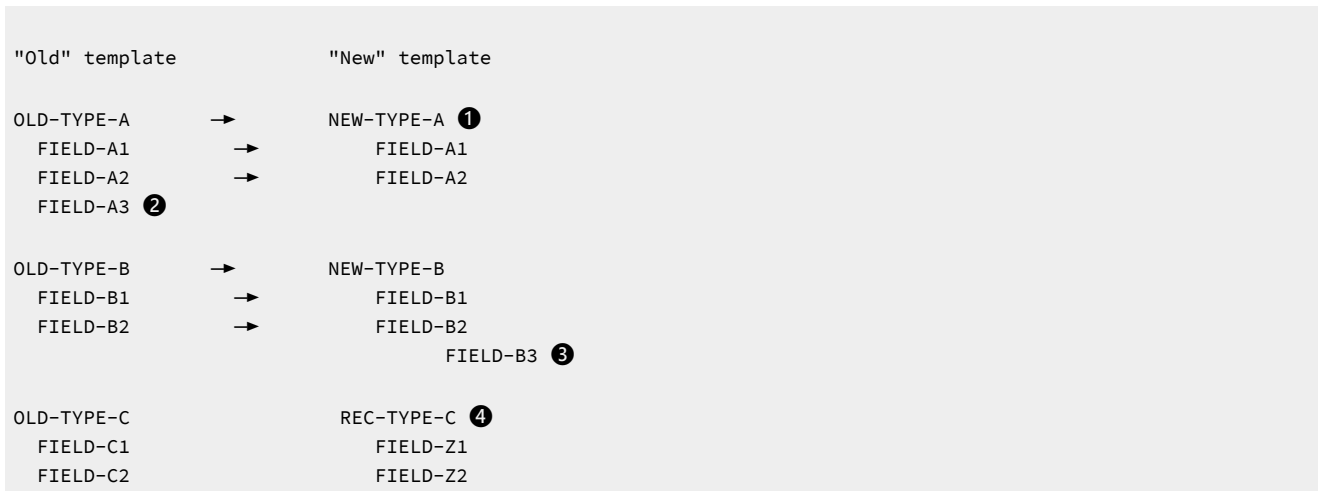 "Old" template "New" template
OLD-TYPE-A → NEW-TYPE-A ❶
FIELD-A1 → FIELD-A1
FIELD-A2 → FIELD-A2
FIELD-A3 ❷
OLD-TYPE-B → NEW-TYPE-B
FIELD-B1 → FIELD-B1
FIELD-B2 → FIELD-B2
FIELD-B3 ❸
OLD-TYPE-C REC-TYPE-C ❹
FIELD-C1 FIELD-Z1
FIELD-C2 FIELD-Z2